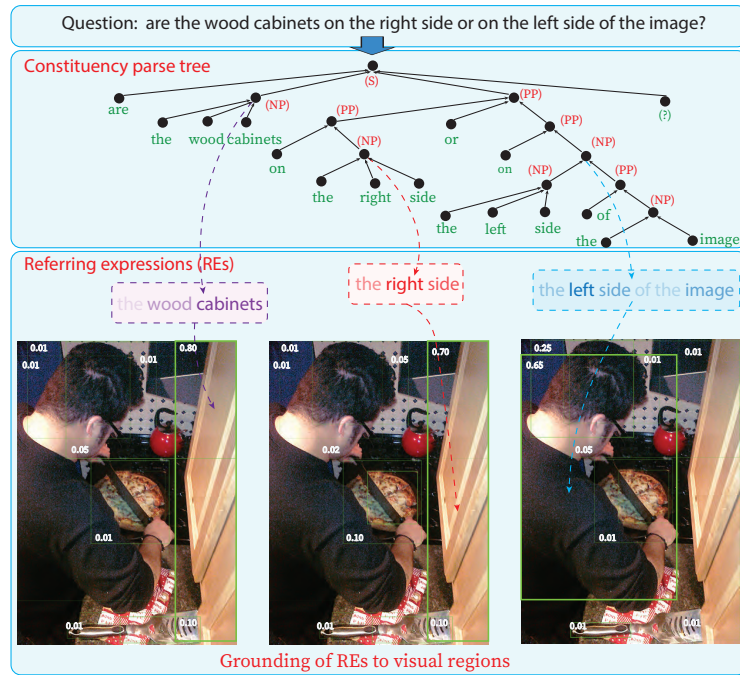 Question: are the wood cabinets on the right side or on the left side of the image?
Constituency parse tree
(S)
are
(NP)
(PP)
(PP)
(?)
the
wood
cabinets
(NP)
or
(PP)
on
on
(NP)
the
right
side
(NP)
(PP)
the
left
side
of
(NP)
the
image
Referring expressions (RE)
the wood cabinets
the right side
the left side of the image
0.01
0.01
0.01
0.80
0.05
0.01
0.01
0.10
0.01
0.01
0.05
0.70
0.02
0.10
0.01
0.10
0.25
0.65
0.01
0.01
0.05
0.01
0.01
0.01
Grounding of REs to visual regions